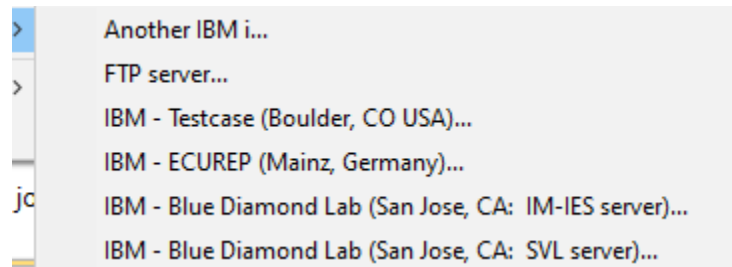 Another IBM i...
FTP server...
IBM - Testcase (Boulder, CO USA)...
IBM - ECUREP (Mainz, Germany)...
jo
IBM - Blue Diamond Lab (San Jose, CA:  IM-IES server)...
IBM - Blue Diamond Lab (San Jose, CA:  SVL server)...